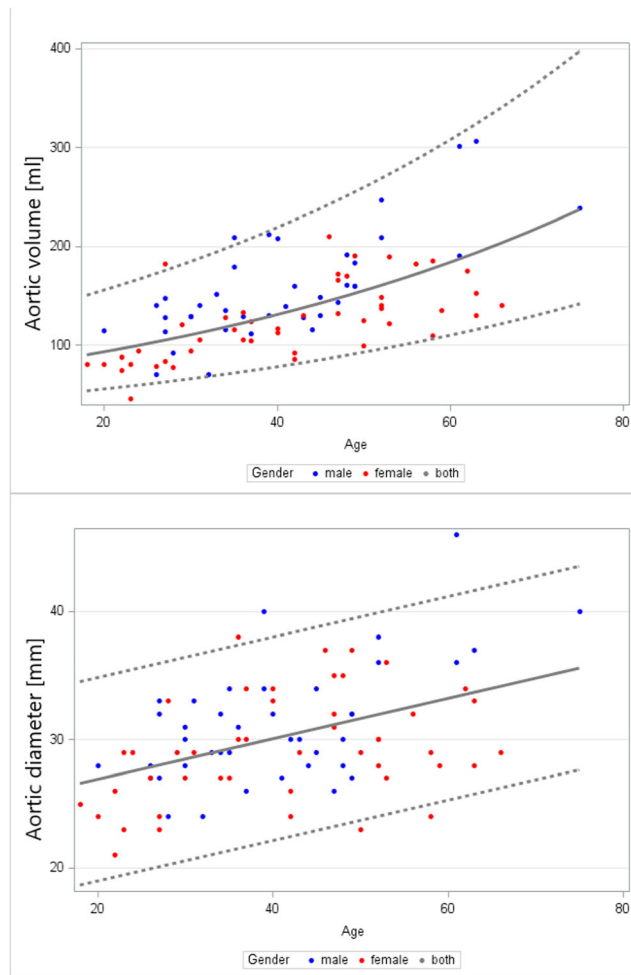 Aortic volume [ml]
400
300
200
100
20 40 60 80
Age
Gender male female both
Aortic diameter [mm]
40
30
20
20 40 60 80
Age
Gender male female both